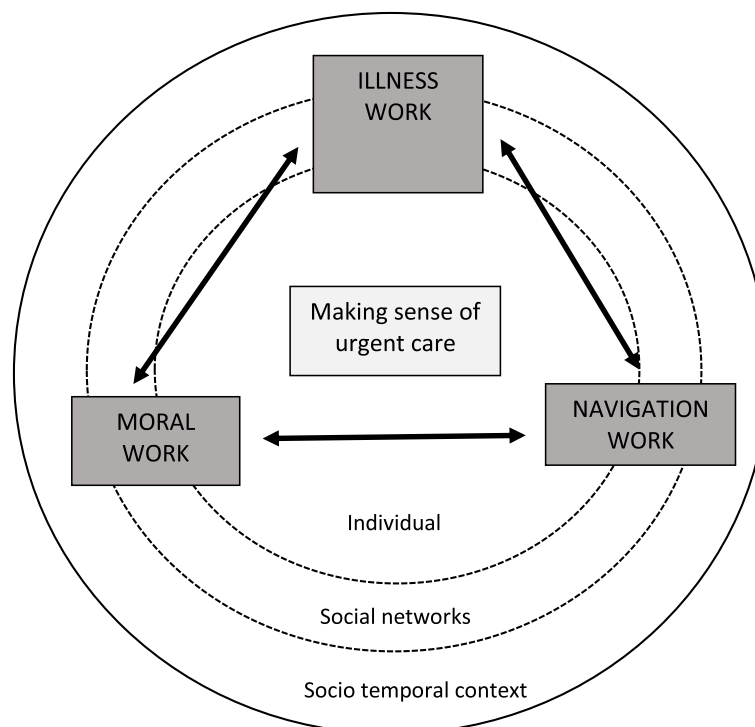 ILLNESS
WORK
Making sense of
urgent care
MORAL
WORK
NAVIGATION
WORK
Individual
Social networks
Socio temporal context